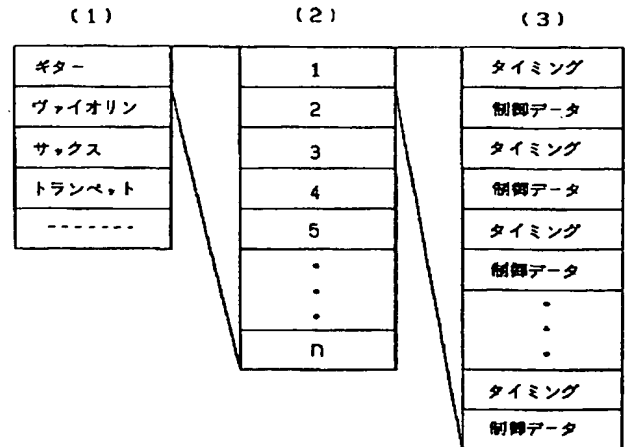 (1)
(2)
(3)
ギター
ヴァイオリン
サックス
トランペット
-------
1
2
3
4
5
n
タイミング
制御データ
タイミング
制御データ
タイミング
制御データ
タイミング
制御データ